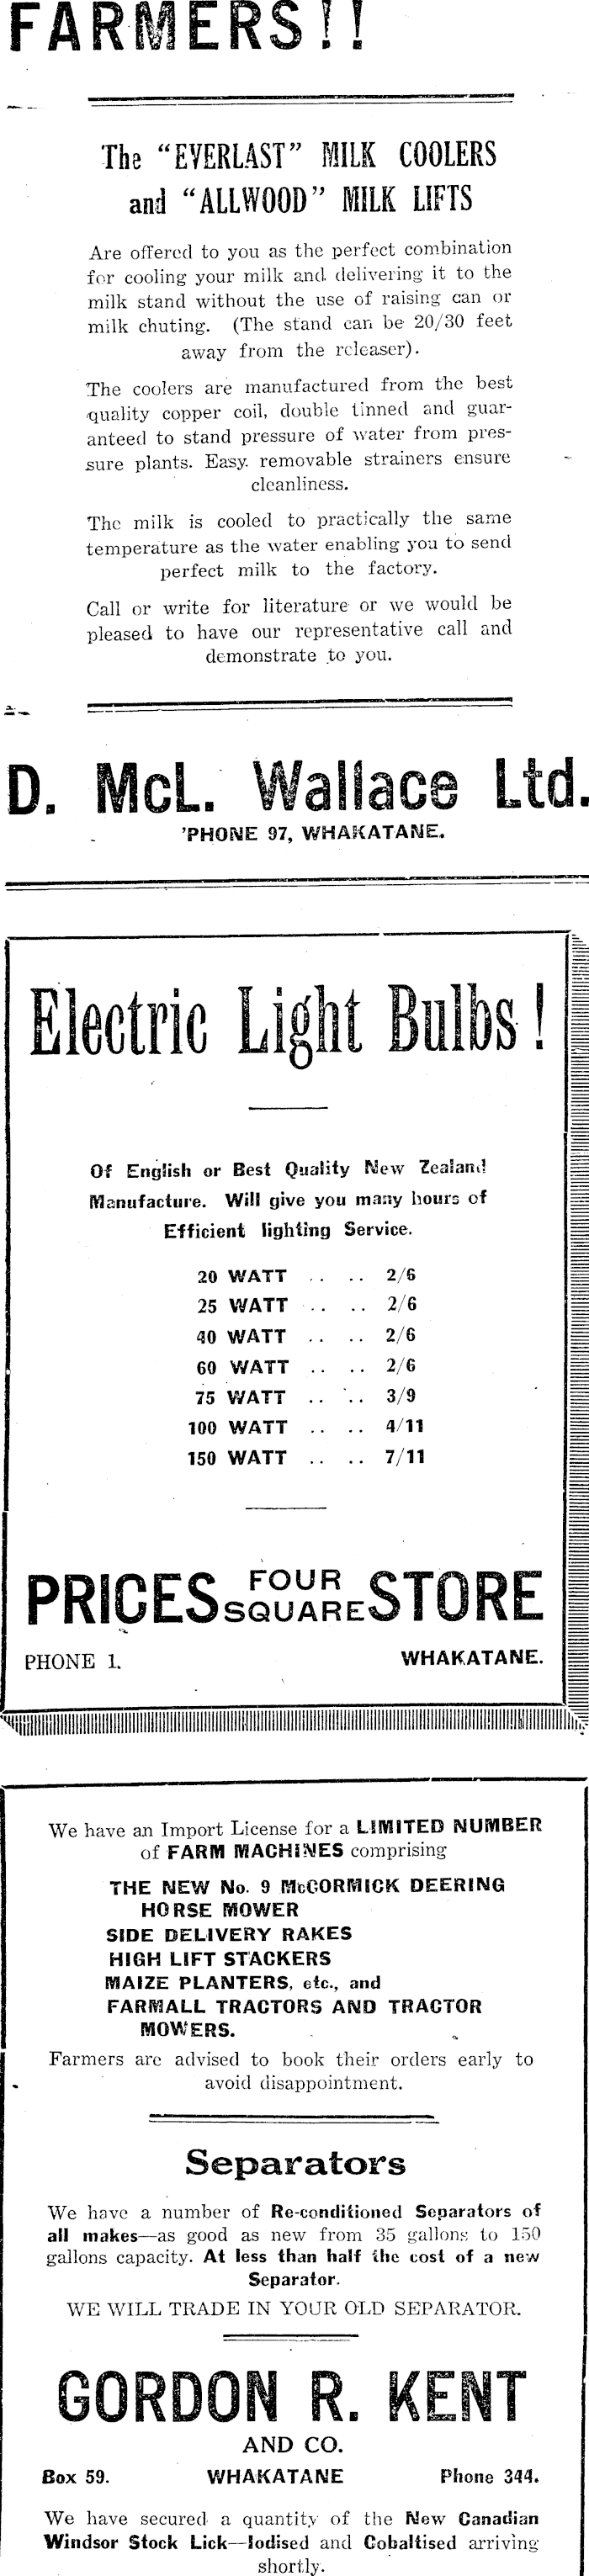 FARMERS!!
The "EVERLAST" MILK COOLERS
and "ALLWOOD" MILK LIFTS
Are offered to you as the perfect combination
for cooling your milk and delivering it to the
milk stand without the use of raising can or
milk chuting. (The stand can be 20/30 feet
away from the releaser).
The coolers are manufactured from the best
quality copper coil, double tinned and guar-
anteed to stand pressure of water from pres-
sure plants. Easy removable strainers ensure
cleanliness.
The milk is cooled to practically the same
temperature as the water enabling you to send
perfect milk to the factory.
Call or write for literature or we would be
pleased to have our representative call and
demonstrate to you.
D. McL. Wallace Ltd.
'PHONE 97, WHAKATANE.
Electric Light Bulbs!
Of English or Best Quality New Zealand
Manufacture. Will give you many hours of
Efficient lighting Service.
20 WATT .. .. 2/6
25 WATT .. .. 2/6
40 WATT .. .. 2/6
60 WATT .. .. 2/6
75 WATT .. .. 3/9
100 WATT .. .. 4/11
150 WATT .. .. 7/11
PRICES FOUR SQUARE STORE
PHONE 1. WHAKATANE.
We have an Import License for a LIMITED NUMBER
of FARM MACHINES comprising
THE NEW No. 9 McCORMICK DEERING
HORSE MOWER
SIDE DELIVERY RAKES
HIGH LIFT STACKERS
MAIZE PLANTERS, etc., and
FARMALL TRACTORS AND TRACTOR
MOWERS.
Farmers are advised to book their orders early to
avoid disappointment.
Separators
We have a number of Re-conditioned Separators of
all makes—as good as new from 35 gallons to 150
gallons capacity. At less than half the cost of a new
Separator.
WE WILL TRADE IN YOUR OLD SEPARATOR.
GORDON R. KENT
AND CO.
Box 59. WHAKATANE Phone 344.
We have secured a quantity of the New Canadian
Windsor Stock Lick—Iodised and Cobaltised arriving
shortly.